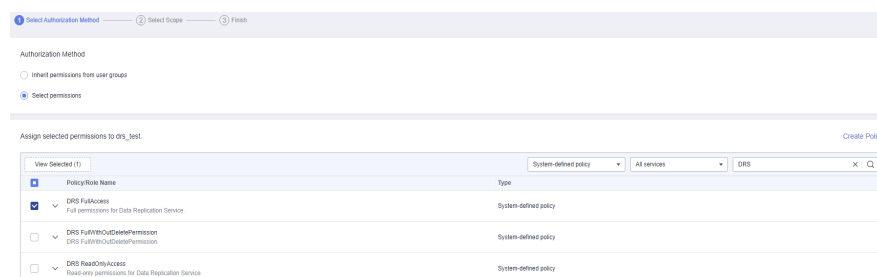 1 Select Authorization Method 2 Select Scope 3 Finish
Authorization Method
Inherit permissions from user groups
Select permissions
Assign selected permissions to drs_test. Create Poli
View Selected (1) System-defined policy All services DRS
Policy/Role Name Type
DRS FullAccess
Full permissions for Data Replication Service. System-defined policy
DRS FullWithOutDeletePermission
DRS FullWithOutDeletePermission System-defined policy
DRS ReadOnlyAccess
Read-only permissions for Data Replication Service. System-defined policy